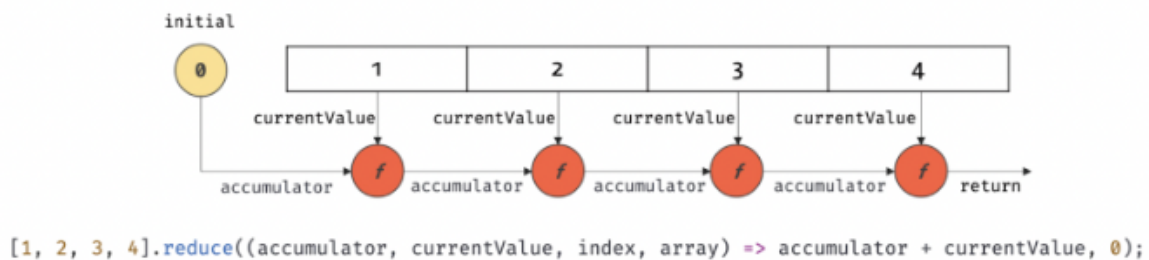 initial
0 1 2 3 4
currentValue currentValue currentValue currentValue
f f f f
accumulator accumulator accumulator accumulator return
[1, 2, 3, 4].reduce((accumulator, currentValue, index, array) => accumulator + currentValue, 0);